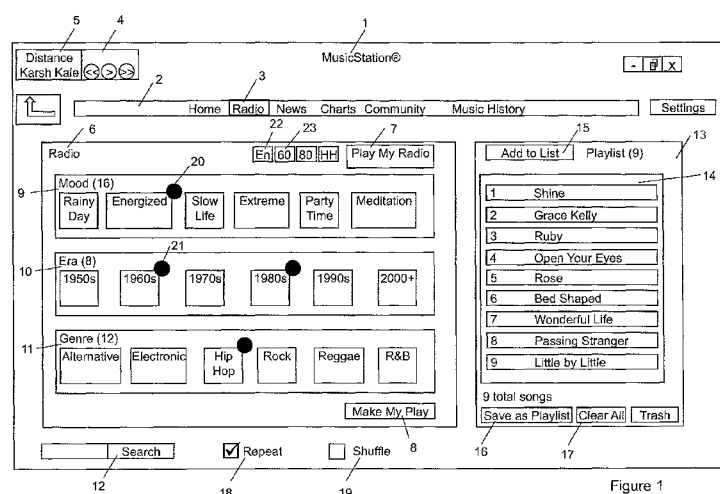 1
5
4
Distance
Karsh Kale
<< > >>
MusicStation®
- X
2
3
Home Radio News Charts Community Music History
Settings
22
23
6
7
15
13
Radio
En 60 80 HH
Play My Radio
Add to List
Playlist (9)
20
14
9
Mood (16)
Rainy Day
Energized
Slow Life
Extreme
Party Time
Meditation
1 Shine
2 Grace Kelly
3 Ruby
4 Open Your Eyes
5 Rose
6 Bed Shaped
7 Wonderful Life
8 Passing Stranger
9 Little by Little
21
10
Era (8)
1950s
1960s
1970s
1980s
1990s
2000+
11
Genre (12)
Alternative
Electronic
Hip Hop
Rock
Reggae
R&B
9 total songs
Make My Play
Save as Playlist
Clear All
Trash
8
16
17
Search
Repeat
Shuffle
12
18
19
Figure 1